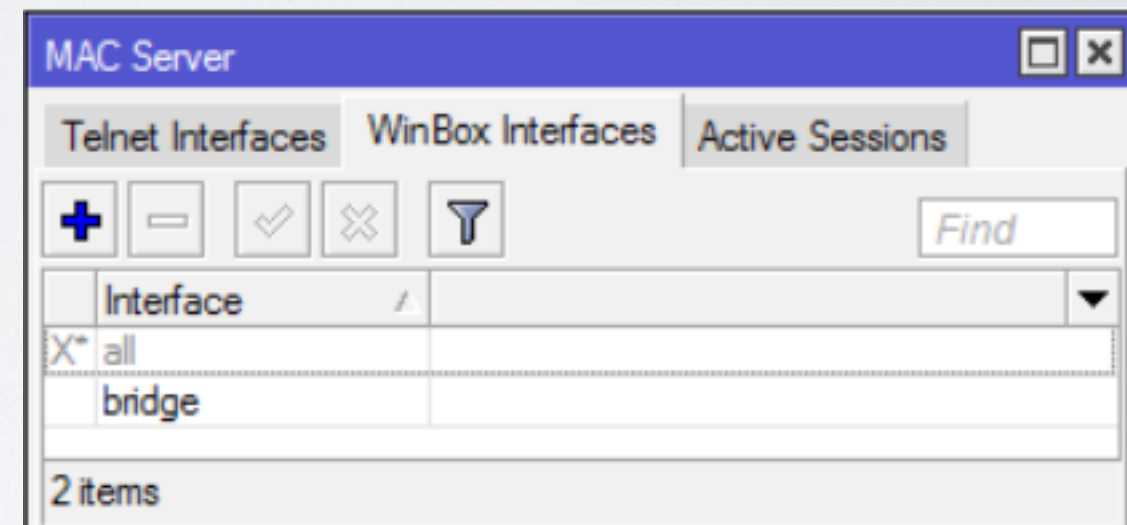 MAC Server
Telnet Interfaces WinBox Interfaces Active Sessions
Find
Interface
X* all
bridge
2 items